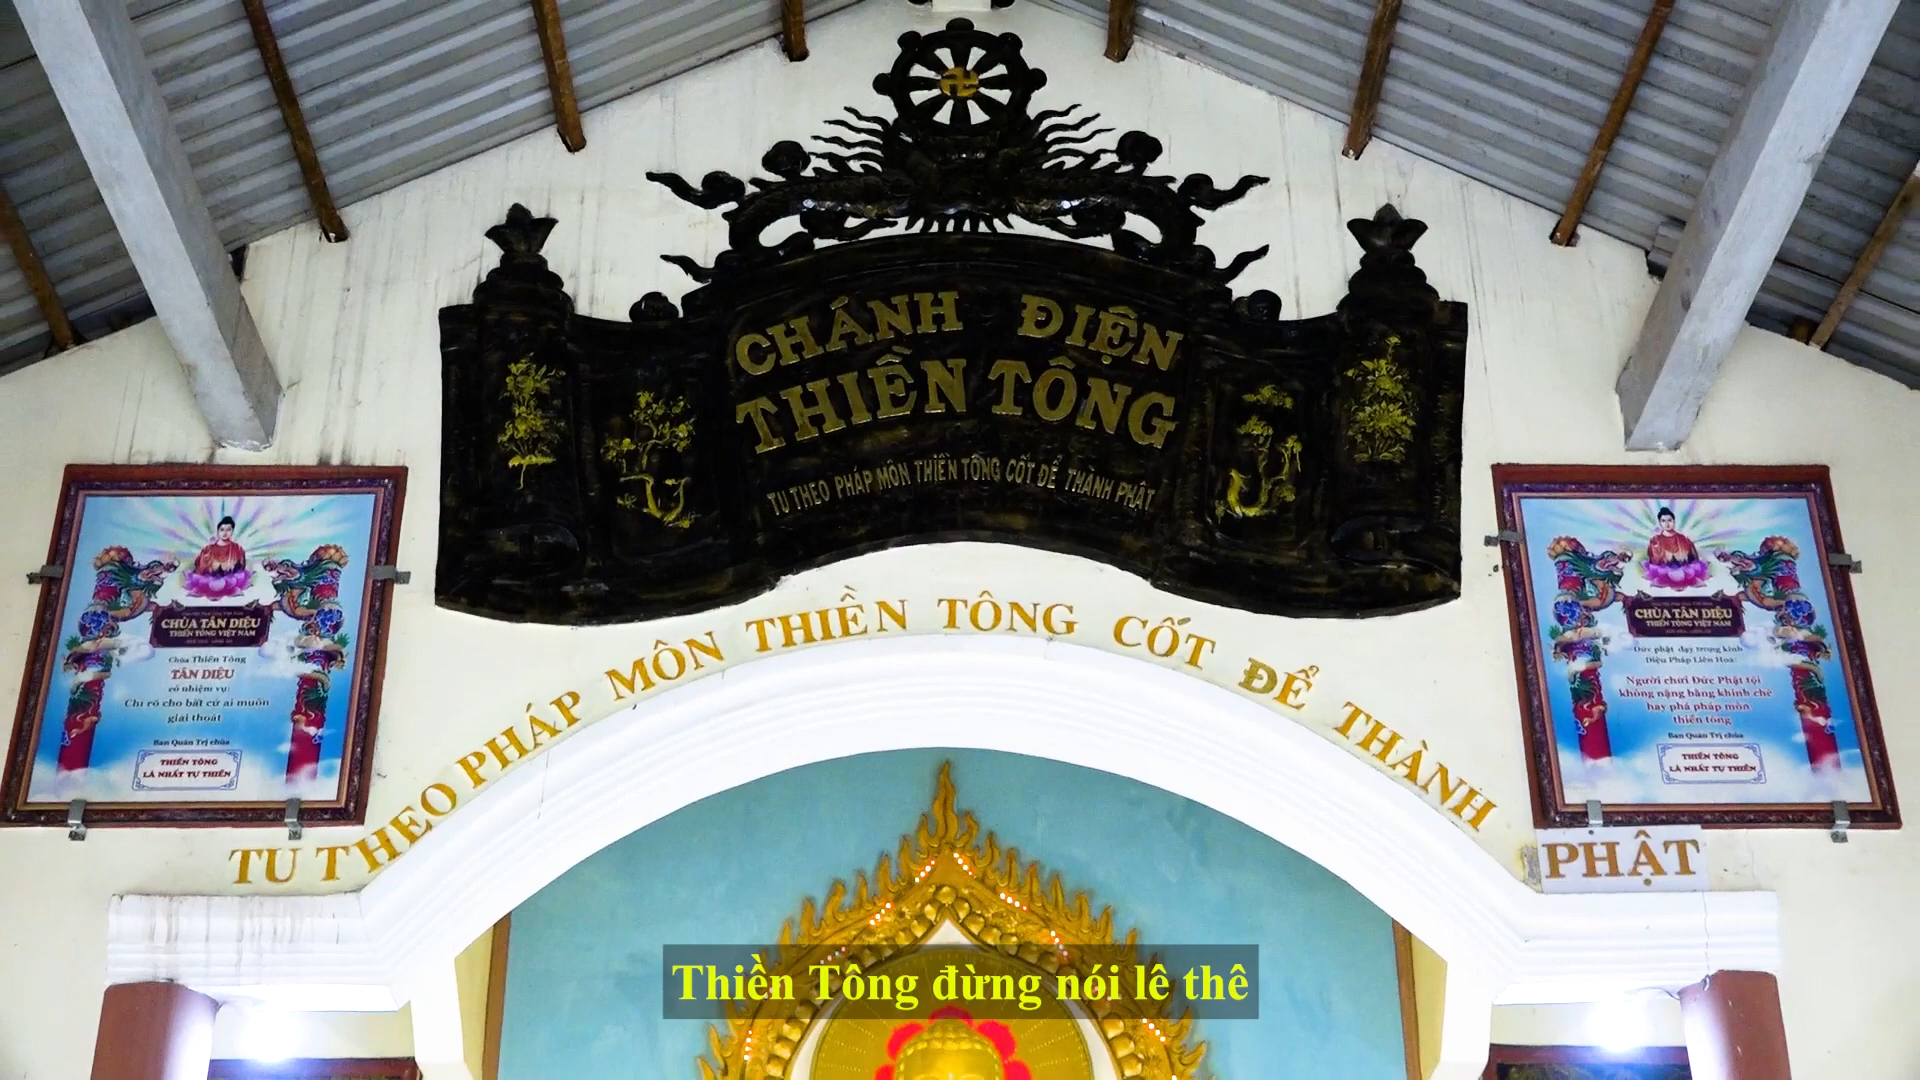 CHÁNH ĐIỆN
THIỀN TÔNG
TU THEO PHÁP MÔN THIỀN TÔNG CỐT ĐỂ THÀNH PHẬT
TU THEO PHÁP MÔN THIỀN TÔNG CỐT ĐỂ THÀNH PHẬT
CHÙA TÂN DIỆU
THIỀN TÔNG VIỆT NAM
Chùa Thiền Tông
TÂN DIỆU
có nhiệm vụ:
Chỉ rõ cho bất cứ ai muốn
giải thoát
Ban Quản Trị chùa
THIỀN TÔNG
LÀ NHẤT TỰ THIỀN
CHÙA TÂN DIỆU
THIỀN TÔNG VIỆT NAM
Đức phật dạy trong kinh
Diệu Pháp Liên Hoa:
Người chửi Đức Phật tội
không nặng bằng khinh chê
hay phá pháp môn
thiền tông
Ban Quản Trị chùa
THIỀN TÔNG
LÀ NHẤT TỰ THIỀN
Thiền Tông đừng nói lê thê